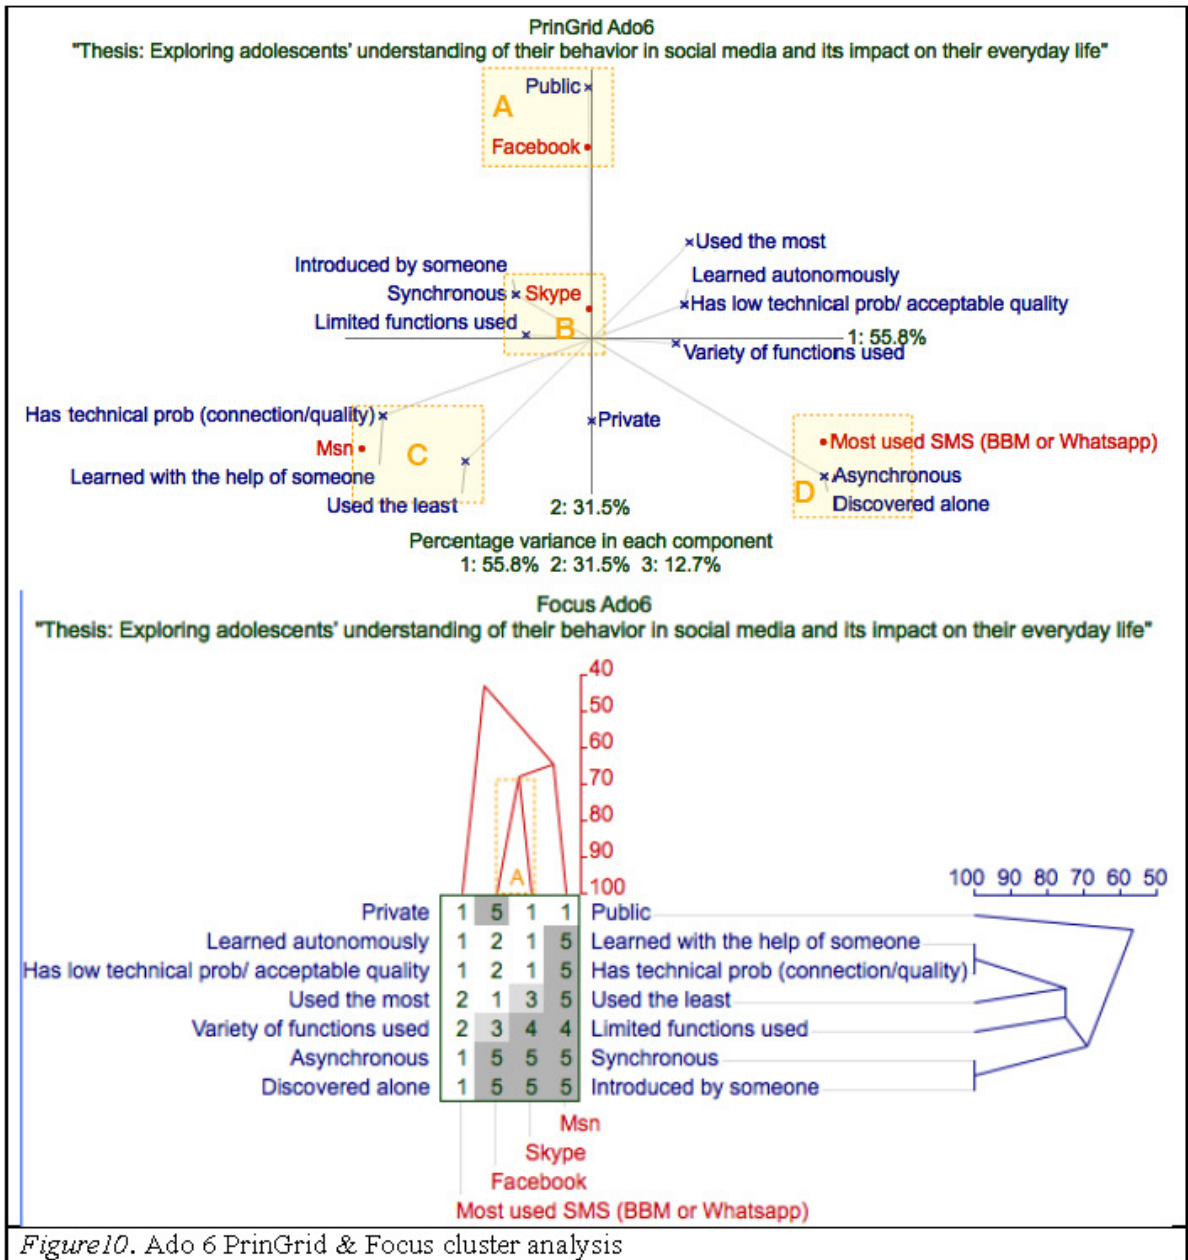 PrinGrid Ado6
"Thesis: Exploring adolescents' understanding of their behavior in social media and its impact on their everyday life"
Public
A
Facebook
Used the most
Introduced by someone
Learned autonomously
Synchronous
Skype
Has low technical prob/ acceptable quality
Limited functions used
B
1: 55.8%
Variety of functions used
Has technical prob (connection/quality)
Private
Msn
C
Most used SMS (BBM or Whatsapp)
Learned with the help of someone
D
Asynchronous
Used the least
2: 31.5%
Discovered alone
Percentage variance in each component
1: 55.8% 2: 31.5% 3: 12.7%
Focus Ado6
"Thesis: Exploring adolescents' understanding of their behavior in social media and its impact on their everyday life"
40
50
60
70
80
90
100
A
100 90 80 70 60 50
Private 1 5 1 1 Public
Learned autonomously 1 2 1 5 Learned with the help of someone
Has low technical prob/ acceptable quality 1 2 1 5 Has technical prob (connection/quality)
Used the most 2 1 3 5 Used the least
Variety of functions used 2 3 4 4 Limited functions used
Asynchronous 1 5 5 5 Synchronous
Discovered alone 1 5 5 5 Introduced by someone
Msn
Skype
Facebook
Most used SMS (BBM or Whatsapp)
Figure10. Ado 6 PrinGrid & Focus cluster analysis